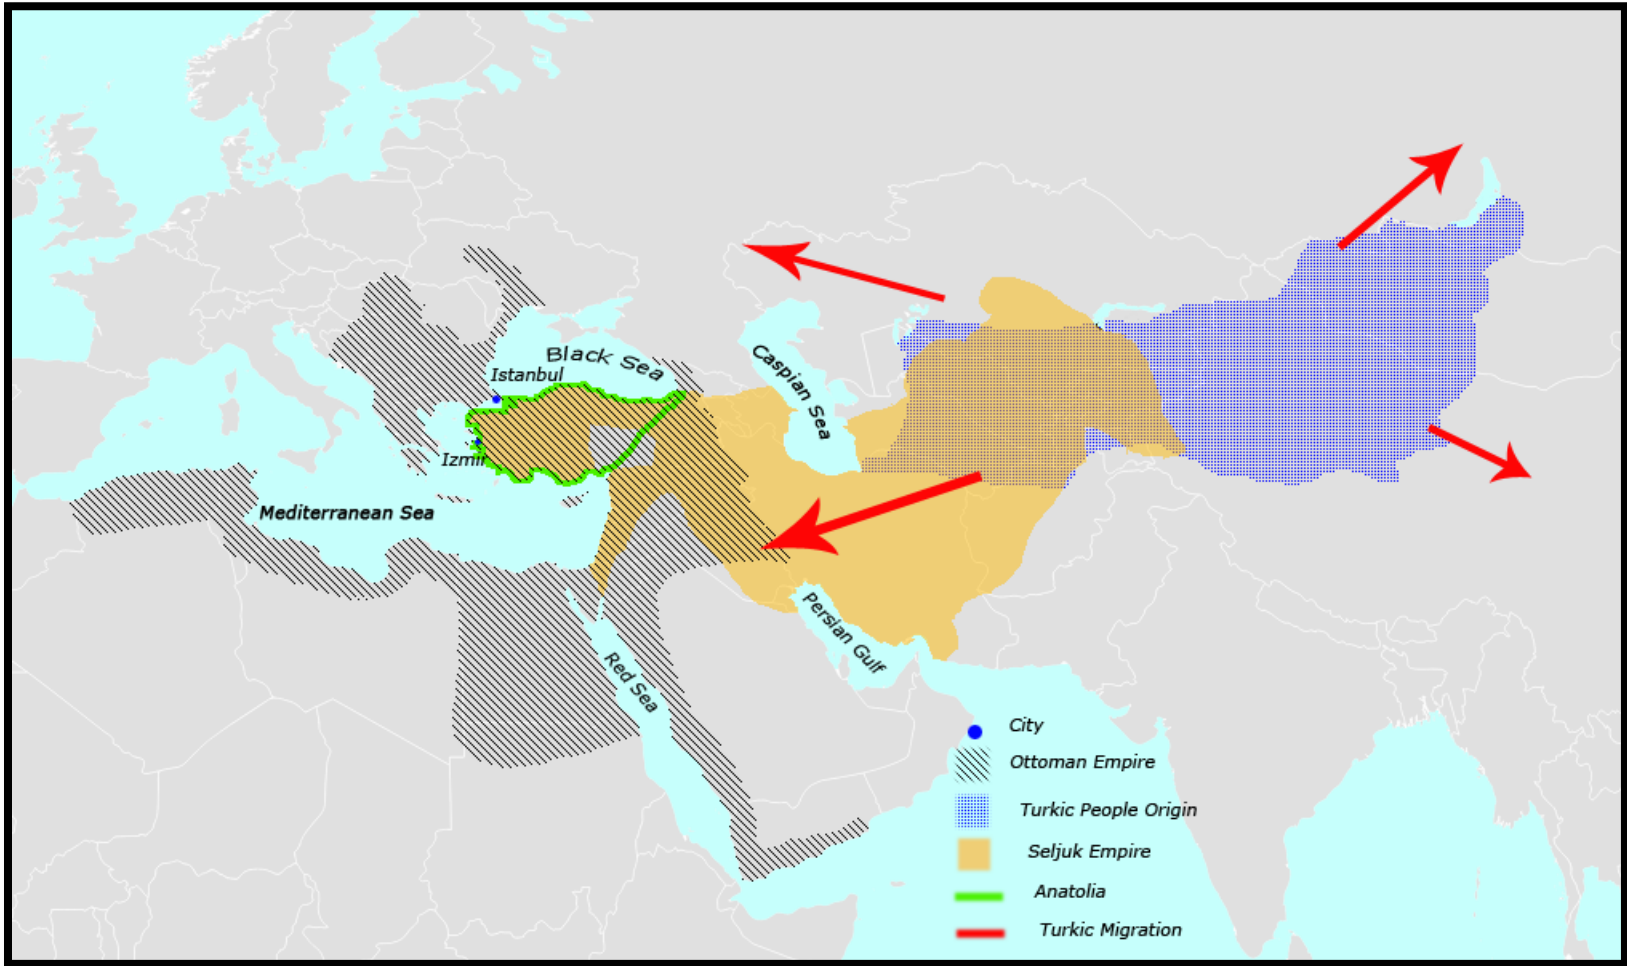 Black Sea
Istanbul
Caspian Sea
Izmir
Mediterranean Sea
Persian Gulf
Red Sea
City
Ottoman Empire
Turkic People Origin
Seljuk Empire
Anatolia
Turkic Migration